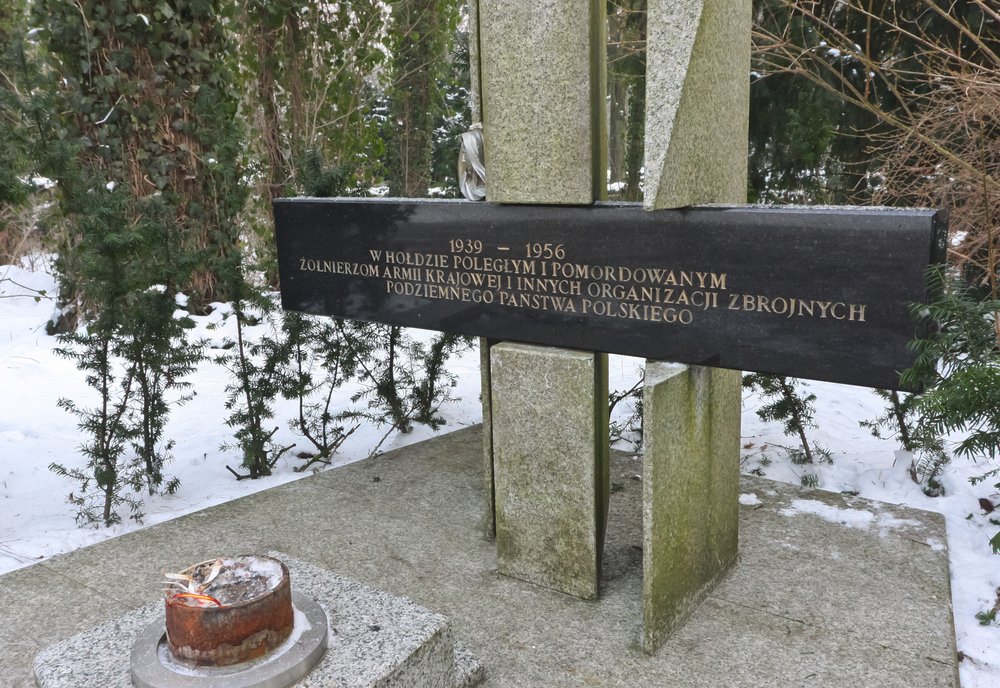 1939 – 1956
W HOŁDZIE POLEGŁYM I POMORDOWANYM
ŻOŁNIERZOM ARMII KRAJOWEJ I INNYCH ORGANIZACJI ZBROJNYCH
PODZIEMNEGO PAŃSTWA POLSKIEGO